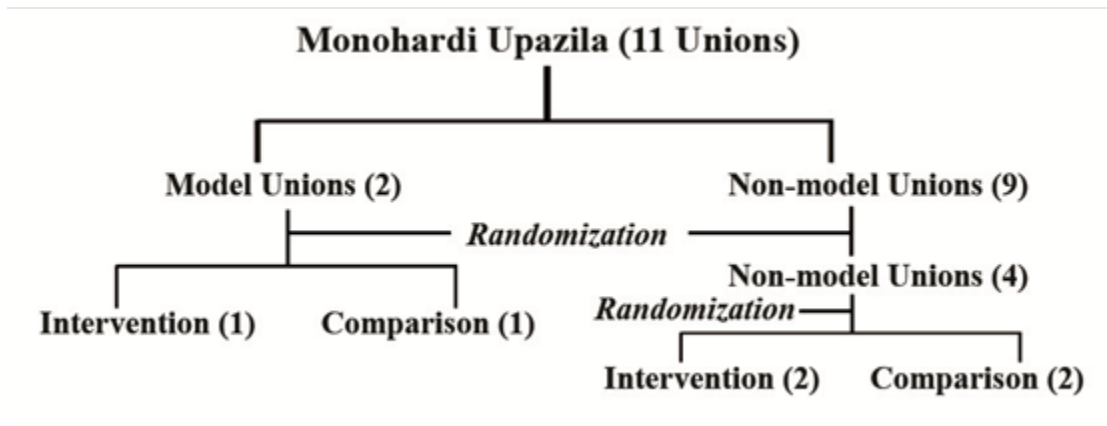 Monohardi Upazila (11 Unions)
Model Unions (2)
Non-model Unions (9)
Randomization
Non-model Unions (4)
Randomization
Intervention (1)
Comparison (1)
Intervention (2)
Comparison (2)